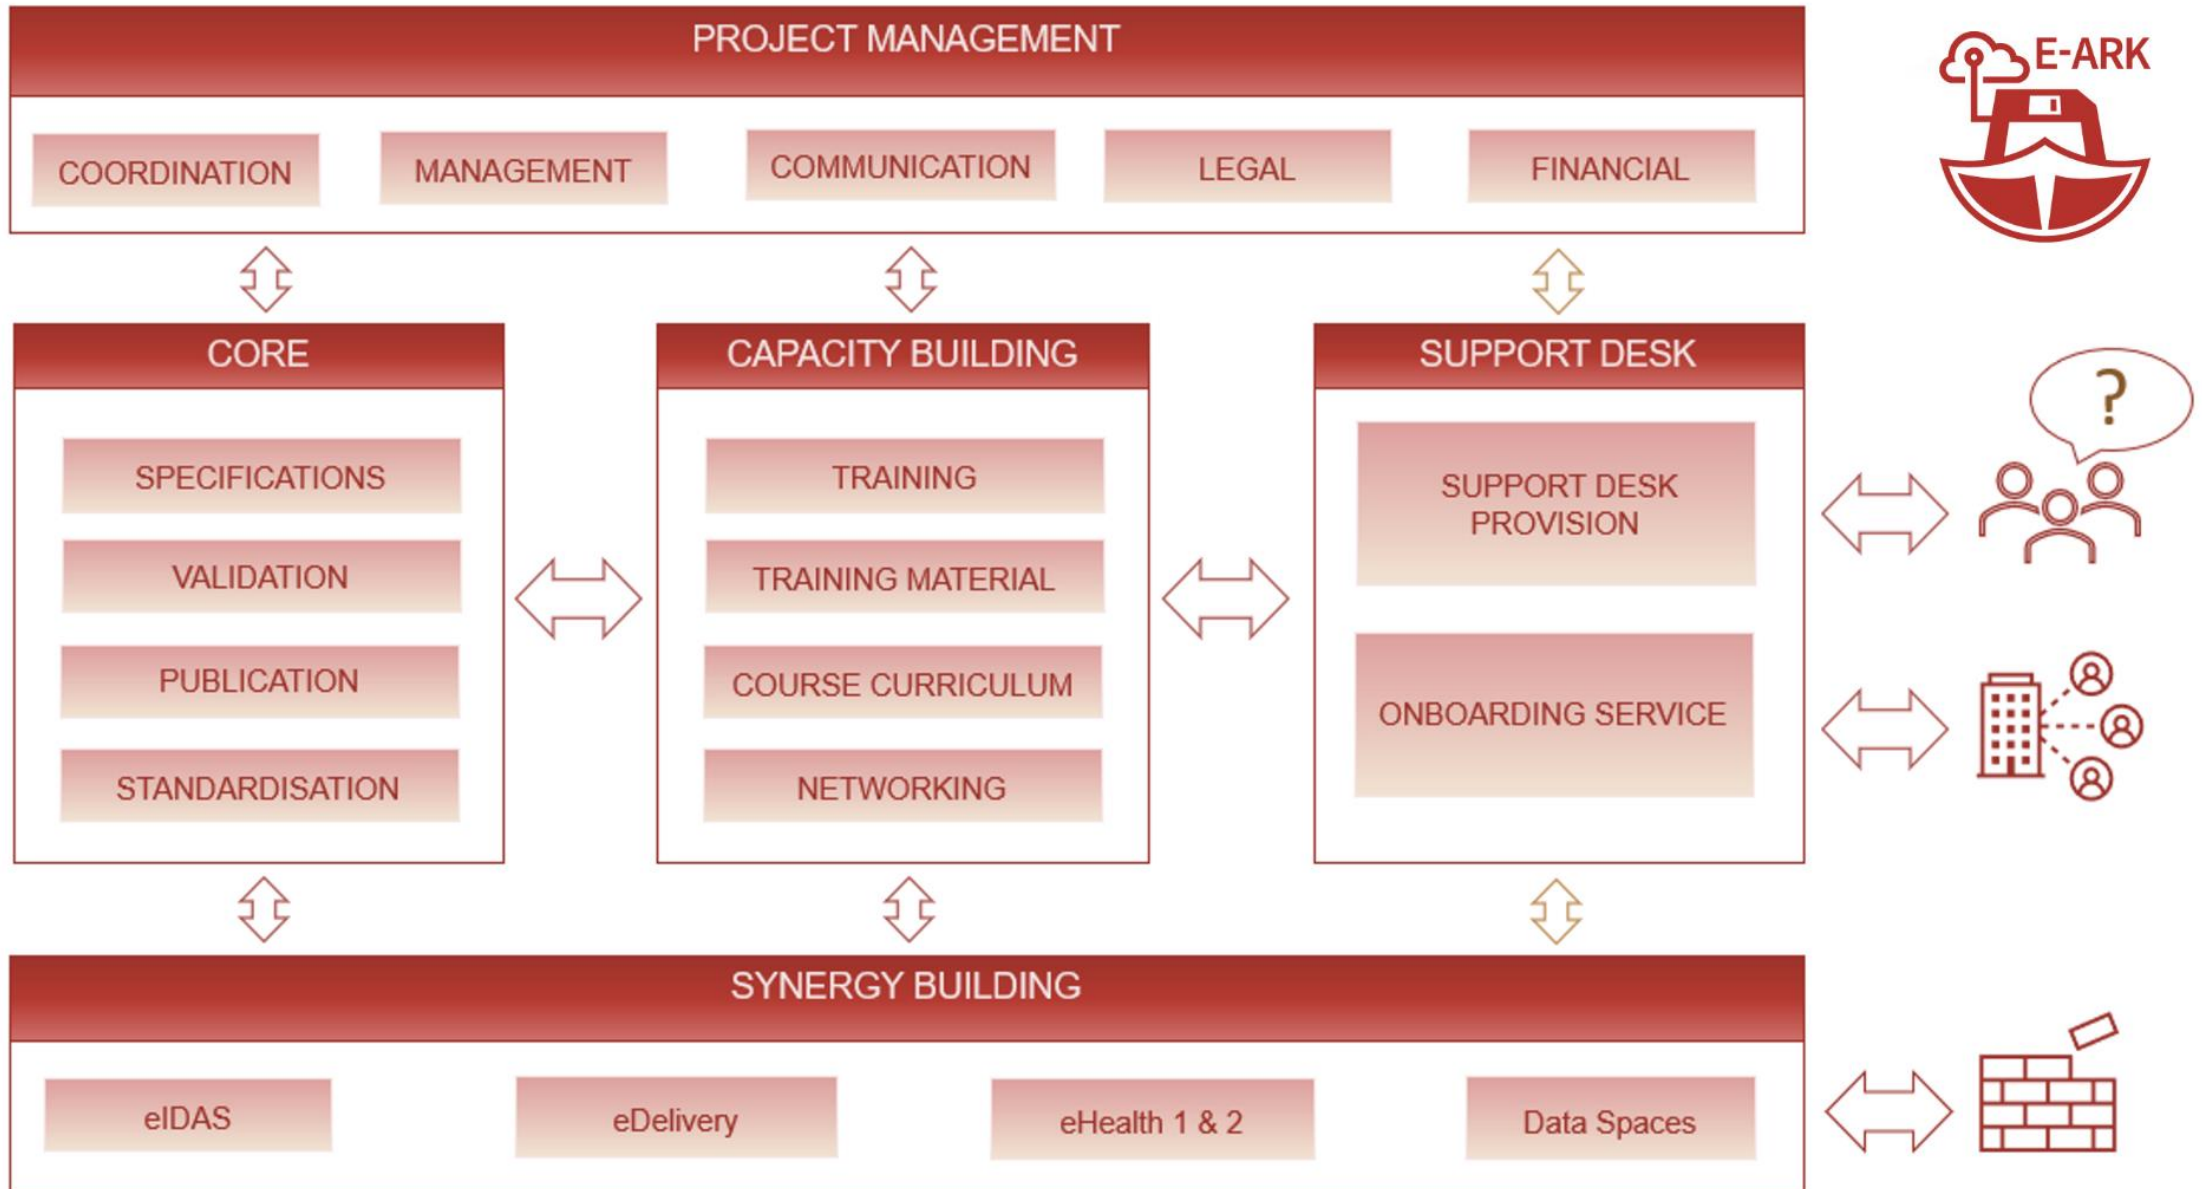 PROJECT MANAGEMENT
E-ARK
COORDINATION
MANAGEMENT
COMMUNICATION
LEGAL
FINANCIAL
CORE
SPECIFICATIONS
VALIDATION
PUBLICATION
STANDARDISATION
CAPACITY BUILDING
TRAINING
TRAINING MATERIAL
COURSE CURRICULUM
NETWORKING
SUPPORT DESK
SUPPORT DESK
PROVISION
ONBOARDING SERVICE
?
SYNERGY BUILDING
eIDAS
eDelivery
eHealth 1 & 2
Data Spaces